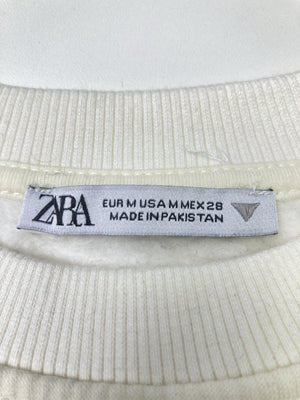 ZARA
EUR M USA M MEX 28
MADE IN PAKISTAN